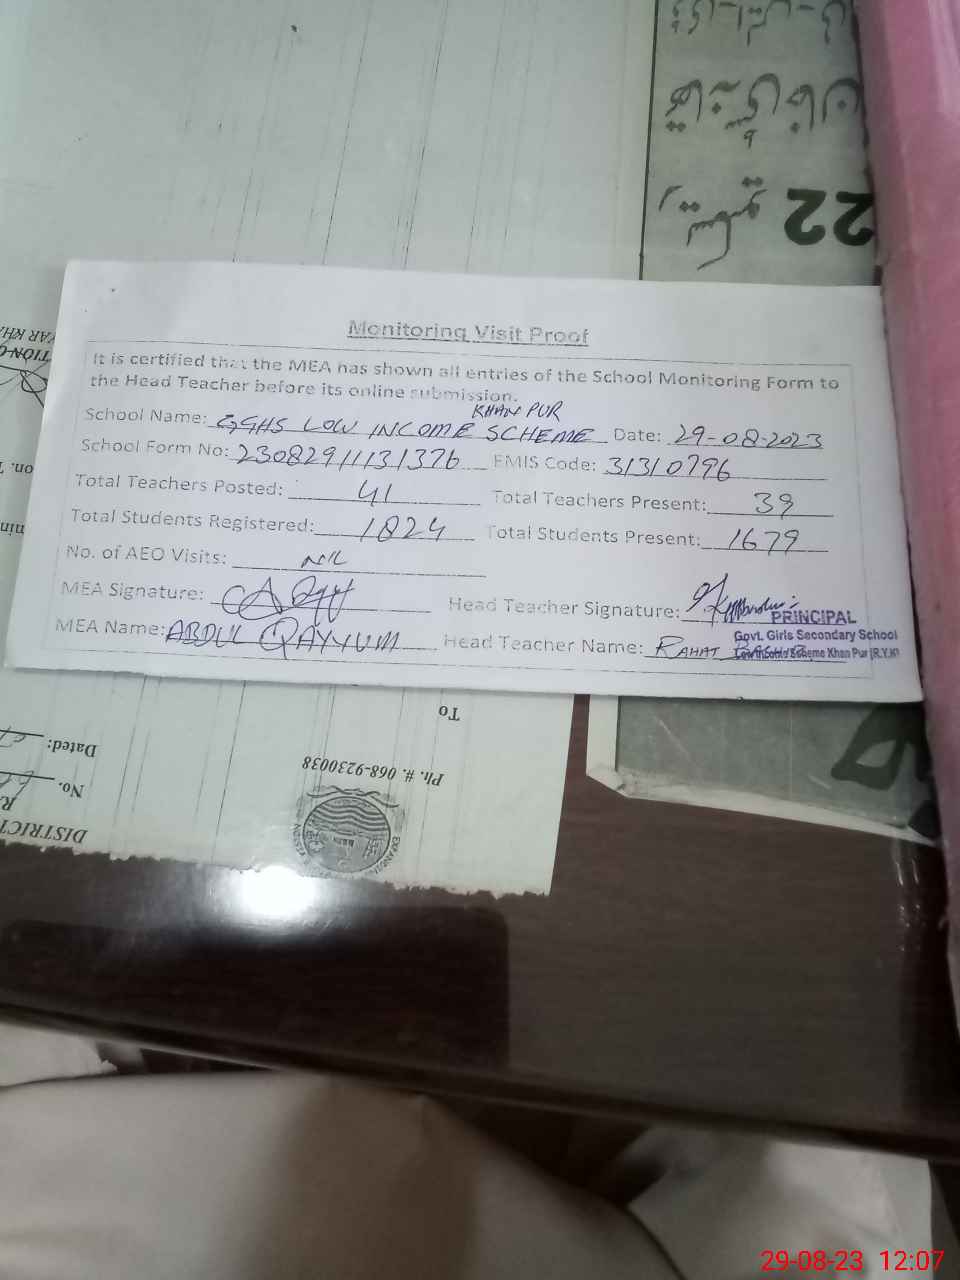 Monitoring Visit Proof
It is certified that the MEA has shown all entries of the School Monitoring Form to
the Head Teacher before its online submission.
KHAN PUR
School Name: GGHS LOW INCOME SCHEME Date: 29-08-2023
School Form No: 23082911131376 EMIS Code: 31310796
Total Teachers Posted: 41 Total Teachers Present: 39
Total Students Registered: 1824 Total Students Present: 1679
No. of AEO Visits: NIL
MEA Signature: Head Teacher Signature:
PRINCIPAL
Govt. Girls Secondary School
MEA Name: ABDUL QAYYUM Head Teacher Name: RAHAT
Scheme Khan Pur (R.Y.K)
22
To
Dated:
Ph. #. 068-9230038
No.
DISTRICT
29-08-23 12:07